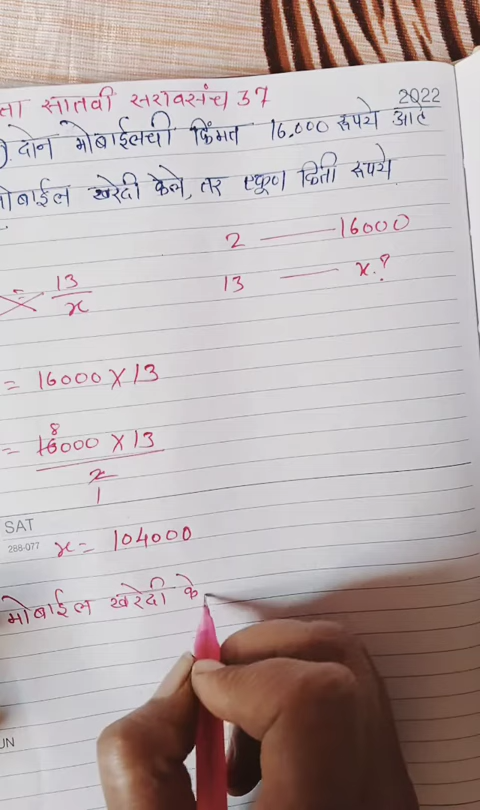 2022
सातवी सरावसंच 37
दोन मोबाईलची किंमत 16,000 रूपये आहे
मोबाईल खरेदी केले, तर एकूण किती रूपये
2 — 16000
13 — x.?
= 13/x
= 16000 X 13
8
= 16000 X 13
2
1
SAT
288-077
x = 104000
मोबाईल खरेदी के
UN